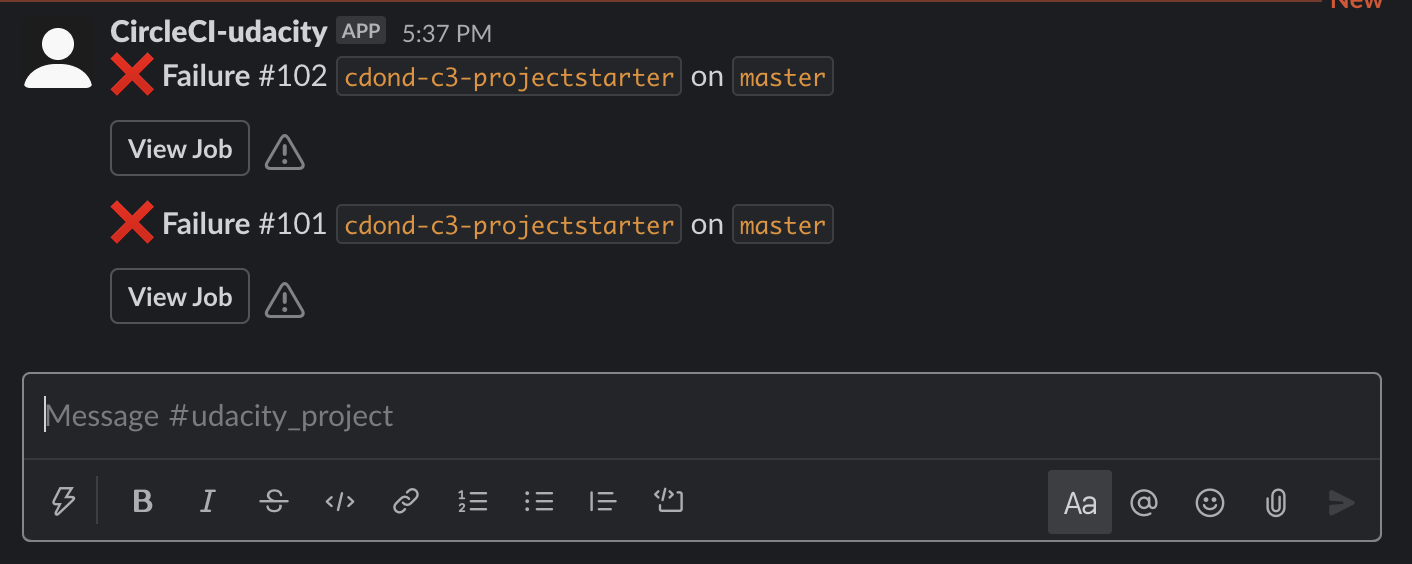 New
CircleCI-udacity APP 5:37 PM
❌ Failure #102 cdond-c3-projectstarter on master
View Job
❌ Failure #101 cdond-c3-projectstarter on master
View Job
Message #udacity_project
B I S </> Aa @